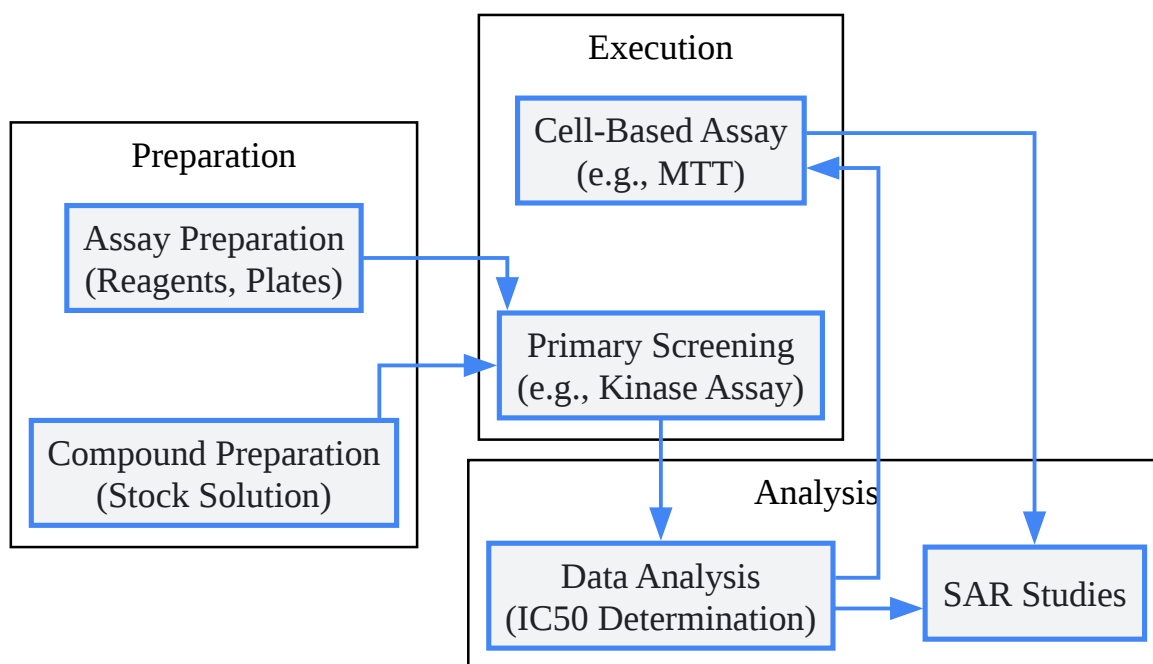 Preparation
Assay Preparation
(Reagents, Plates)
Compound Preparation
(Stock Solution)
Execution
Cell-Based Assay
(e.g., MTT)
Primary Screening
(e.g., Kinase Assay)
Analysis
Data Analysis
(IC50 Determination)
SAR Studies